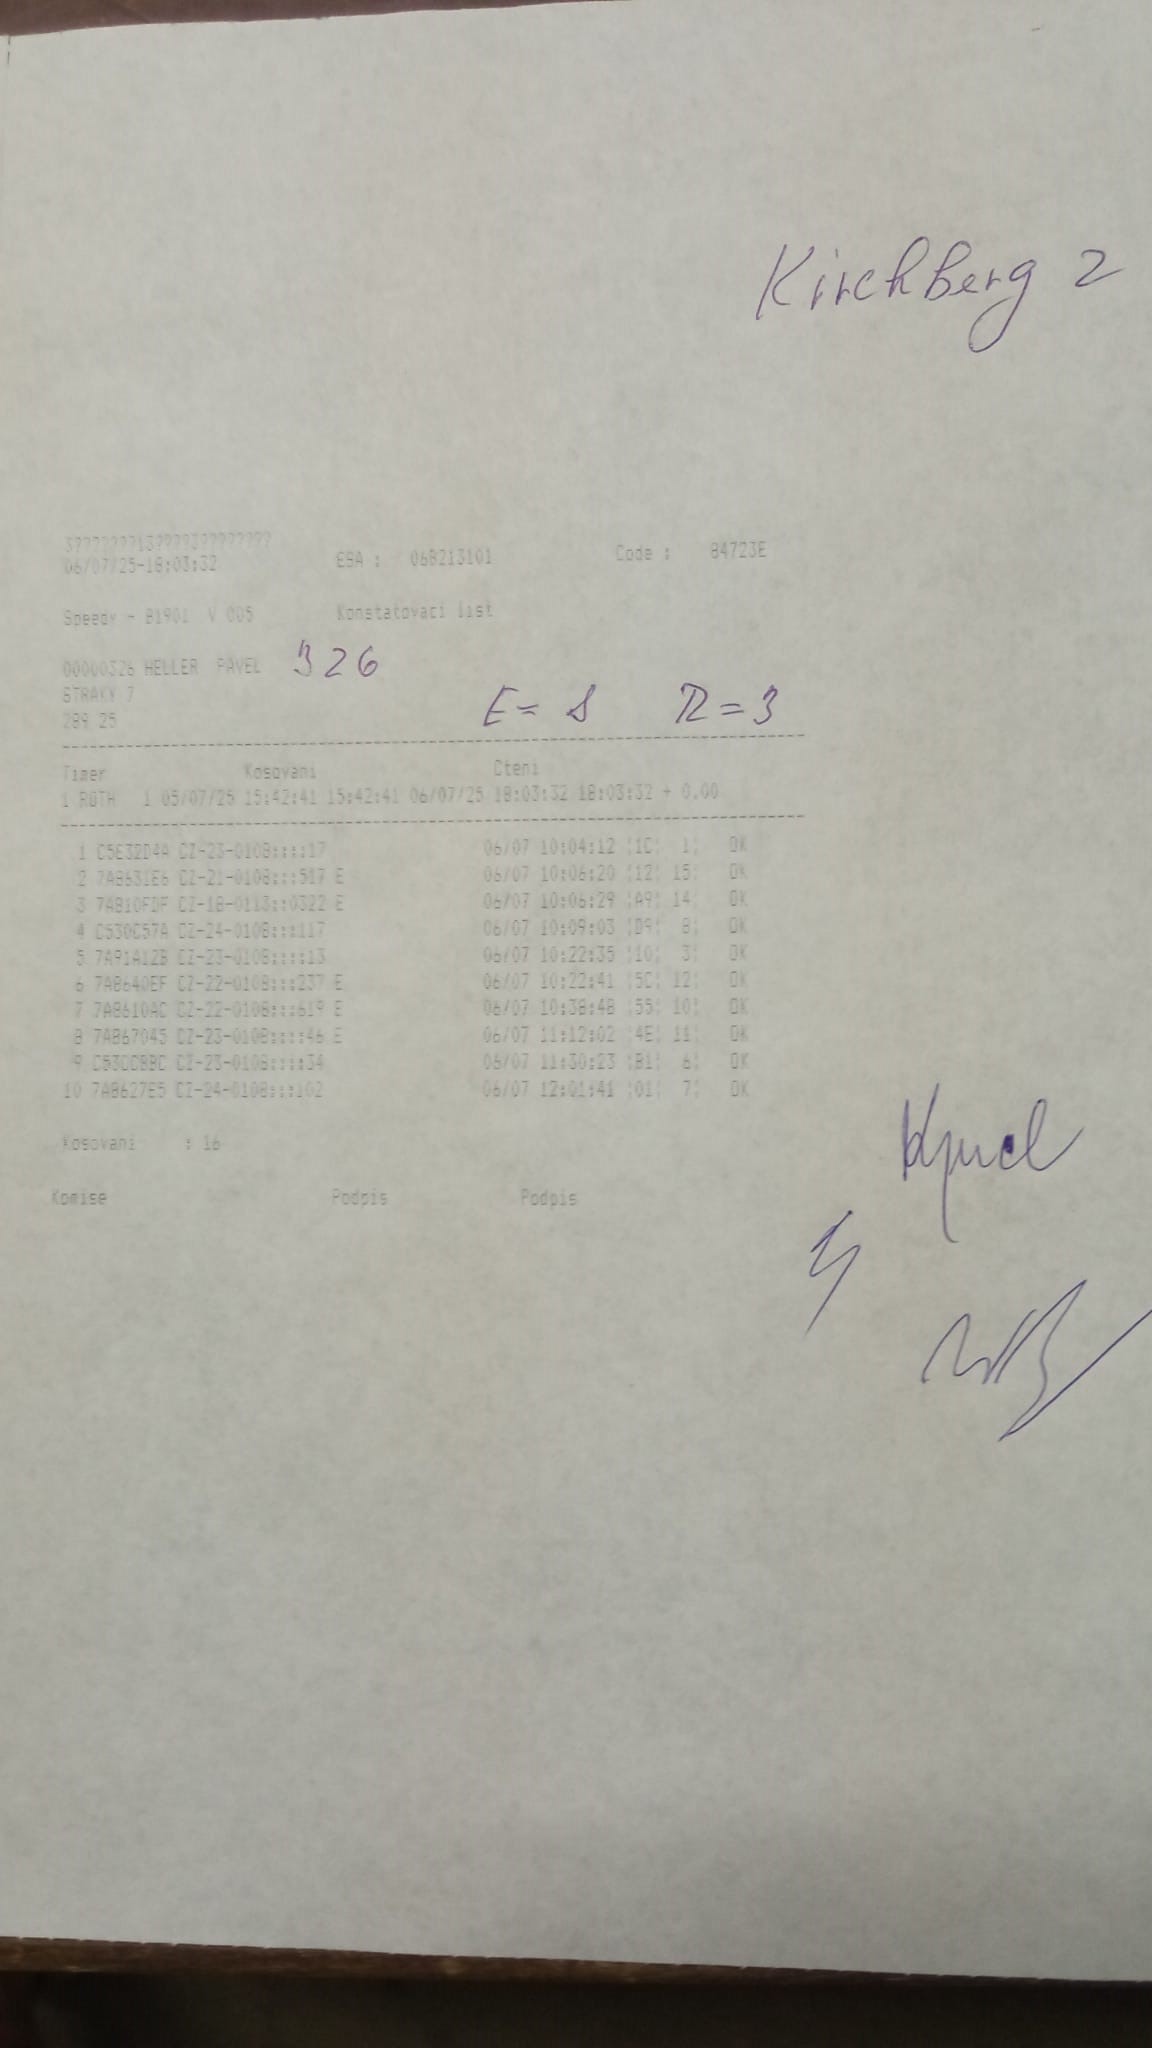 Kirchberg 2
3???????13????3????????
06/07/25-18:03:32 ESA : 06B213101 Code : 84723E
Speedy - B1901 V 005 Konstatovaci list
00000326 HELLER PAVEL 326
STRAKY 7
289 25
E= 8 R=3
Timer Kosovani Cteni
1 RUTH 1 05/07/25 15:42:41 15:42:41 06/07/25 18:03:32 18:03:32 + 0.00
1 C5E32D4A CZ-23-0108::::17 06/07 10:04:12 |1C| 1| OK
2 7AB631E6 CZ-21-0108:::517 E 06/07 10:06:20 |12| 15| OK
3 7AB10FDF CZ-18-0113::0322 E 06/07 10:06:29 |A9| 14| OK
4 C530C57A CZ-24-0108:::117 06/07 10:09:03 |D9| 8| OK
5 7A91A12B CZ-23-0108::::13 06/07 10:22:35 |10| 3| OK
6 7AB640EF CZ-22-0108:::237 E 06/07 10:22:41 |5C| 12| OK
7 7AB610AC CZ-22-0108:::619 E 06/07 10:38:48 |55| 10| OK
8 7AB67045 CZ-23-0108::::46 E 06/07 11:12:02 |4E| 11| OK
9 C53DCBBC CZ-23-0108::::34 06/07 11:30:23 |B1| 6| OK
10 7AB627E5 CZ-24-0108:::102 06/07 12:01:41 |01| 7| OK
Kosovani : 16
Komise Podpis Podpis